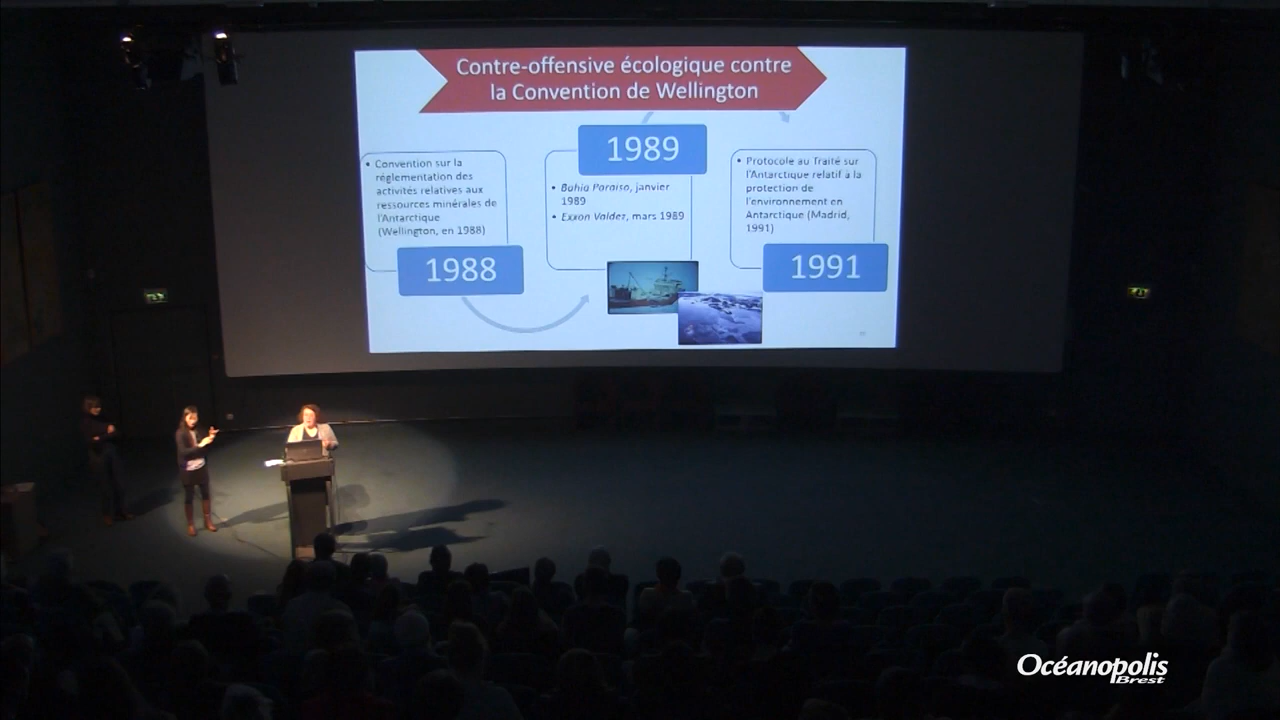 Contre-offensive écologique contre
la Convention de Wellington
• Convention sur la
réglementation des
activités relatives aux
ressources minérales de
l'Antarctique
(Wellington, en 1988)
1988
1989
• Bahia Paraiso, janvier
1989
• Exxon Valdez, mars 1989
• Protocole au Traité sur
l'Antarctique relatif à la
protection de
l'environnement en
Antarctique (Madrid,
1991)
1991
Océanopolis
Brest